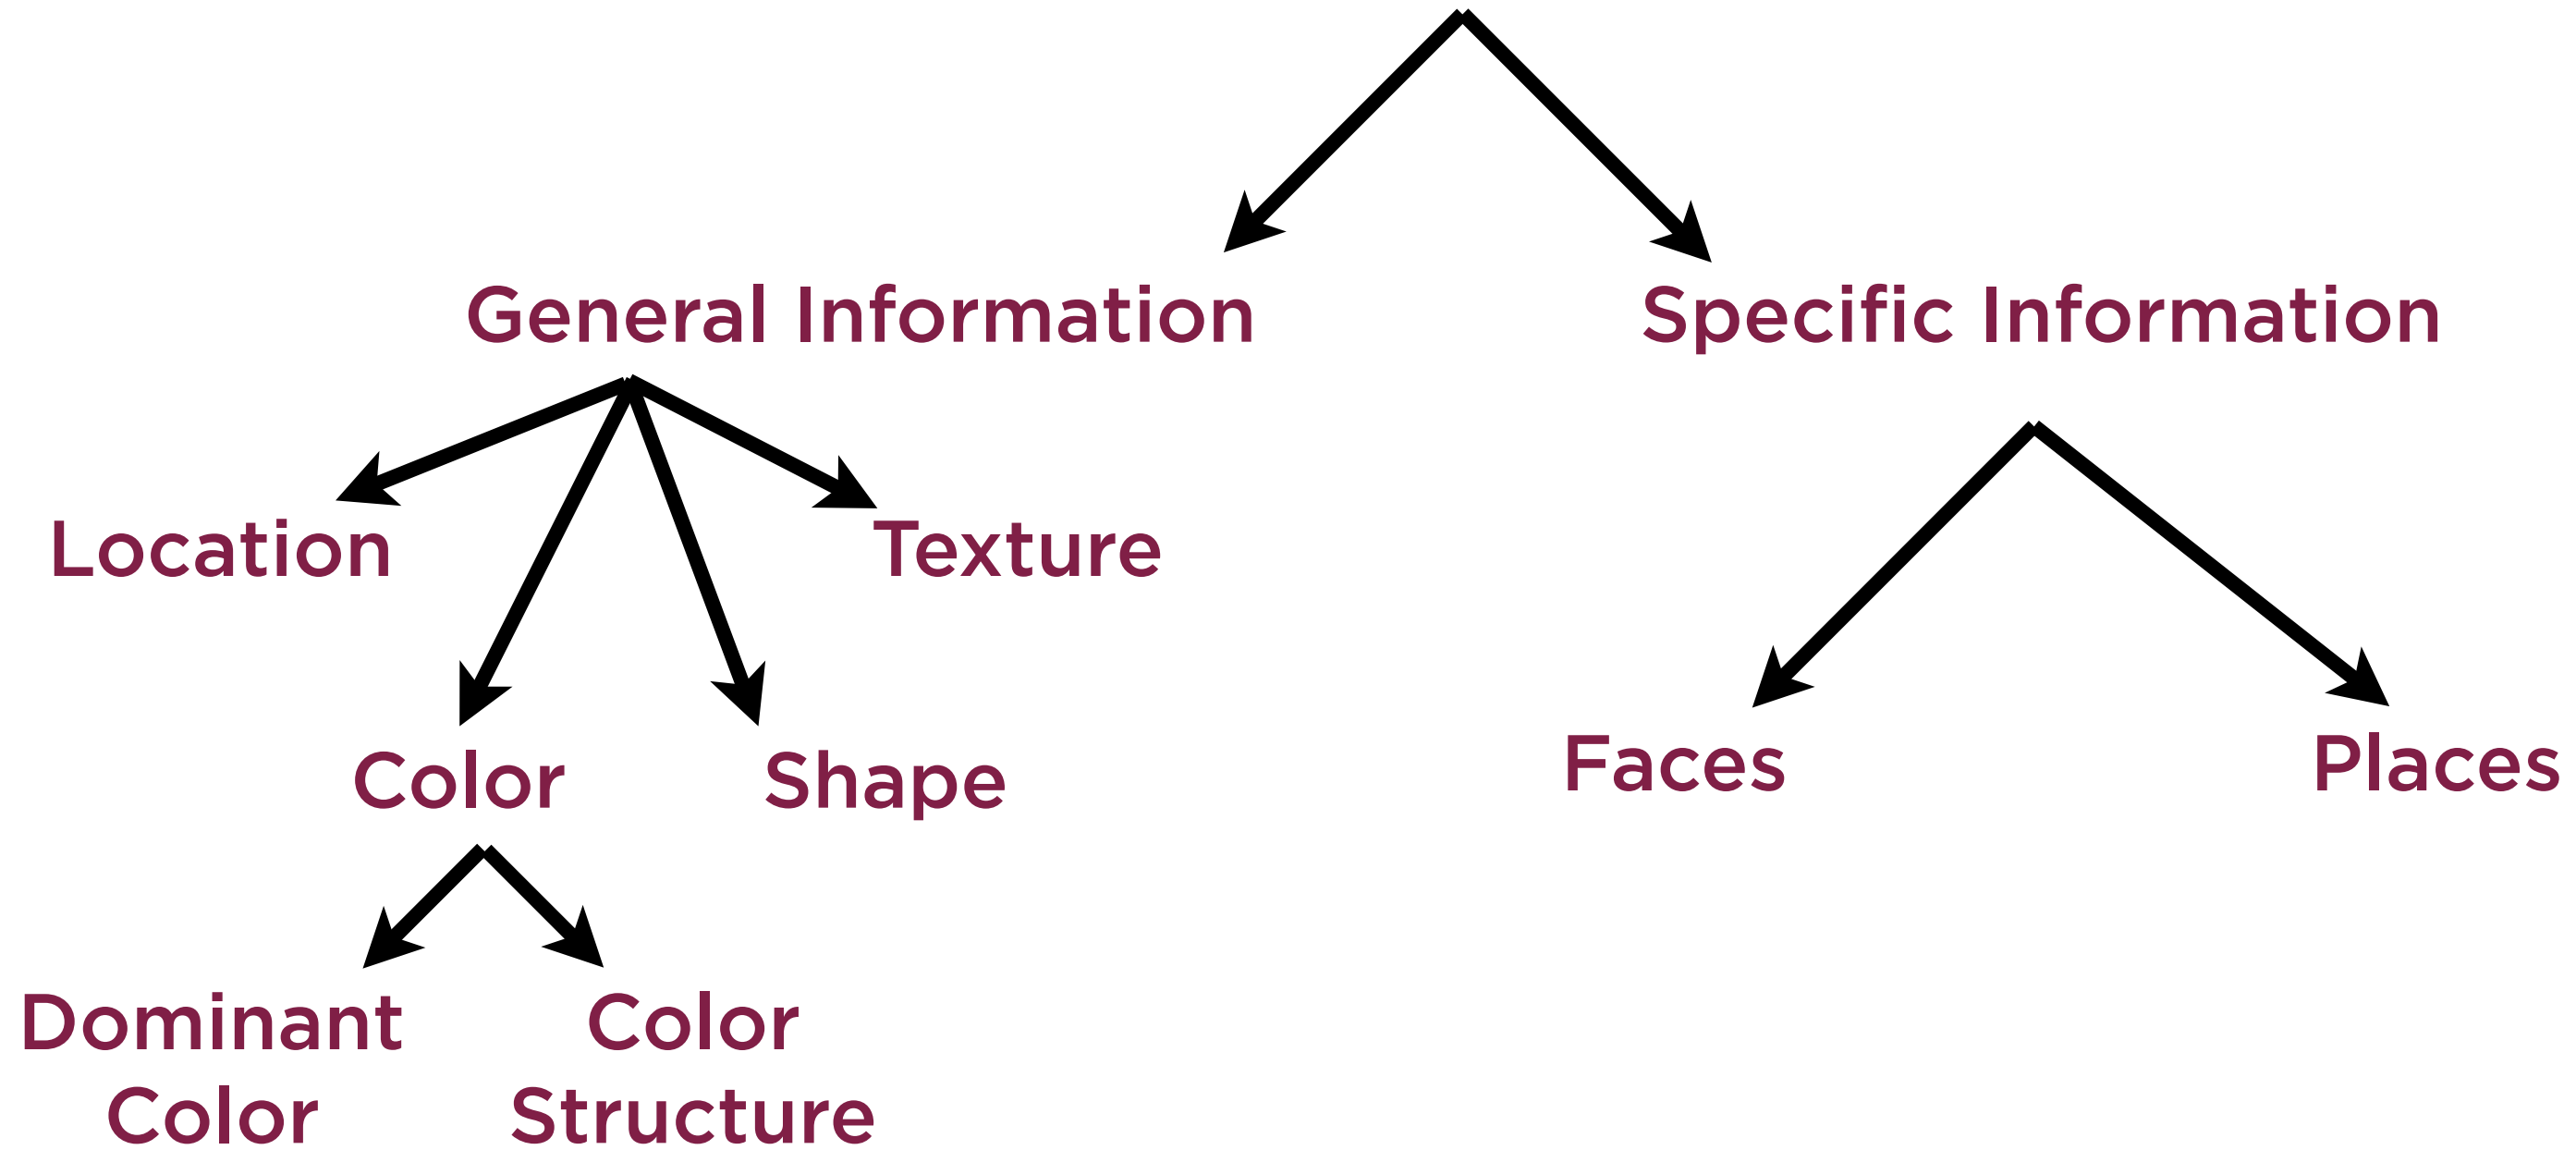 General Information
Specific Information
Location
Texture
Color
Shape
Faces
Places
Dominant
Color
Color
Structure